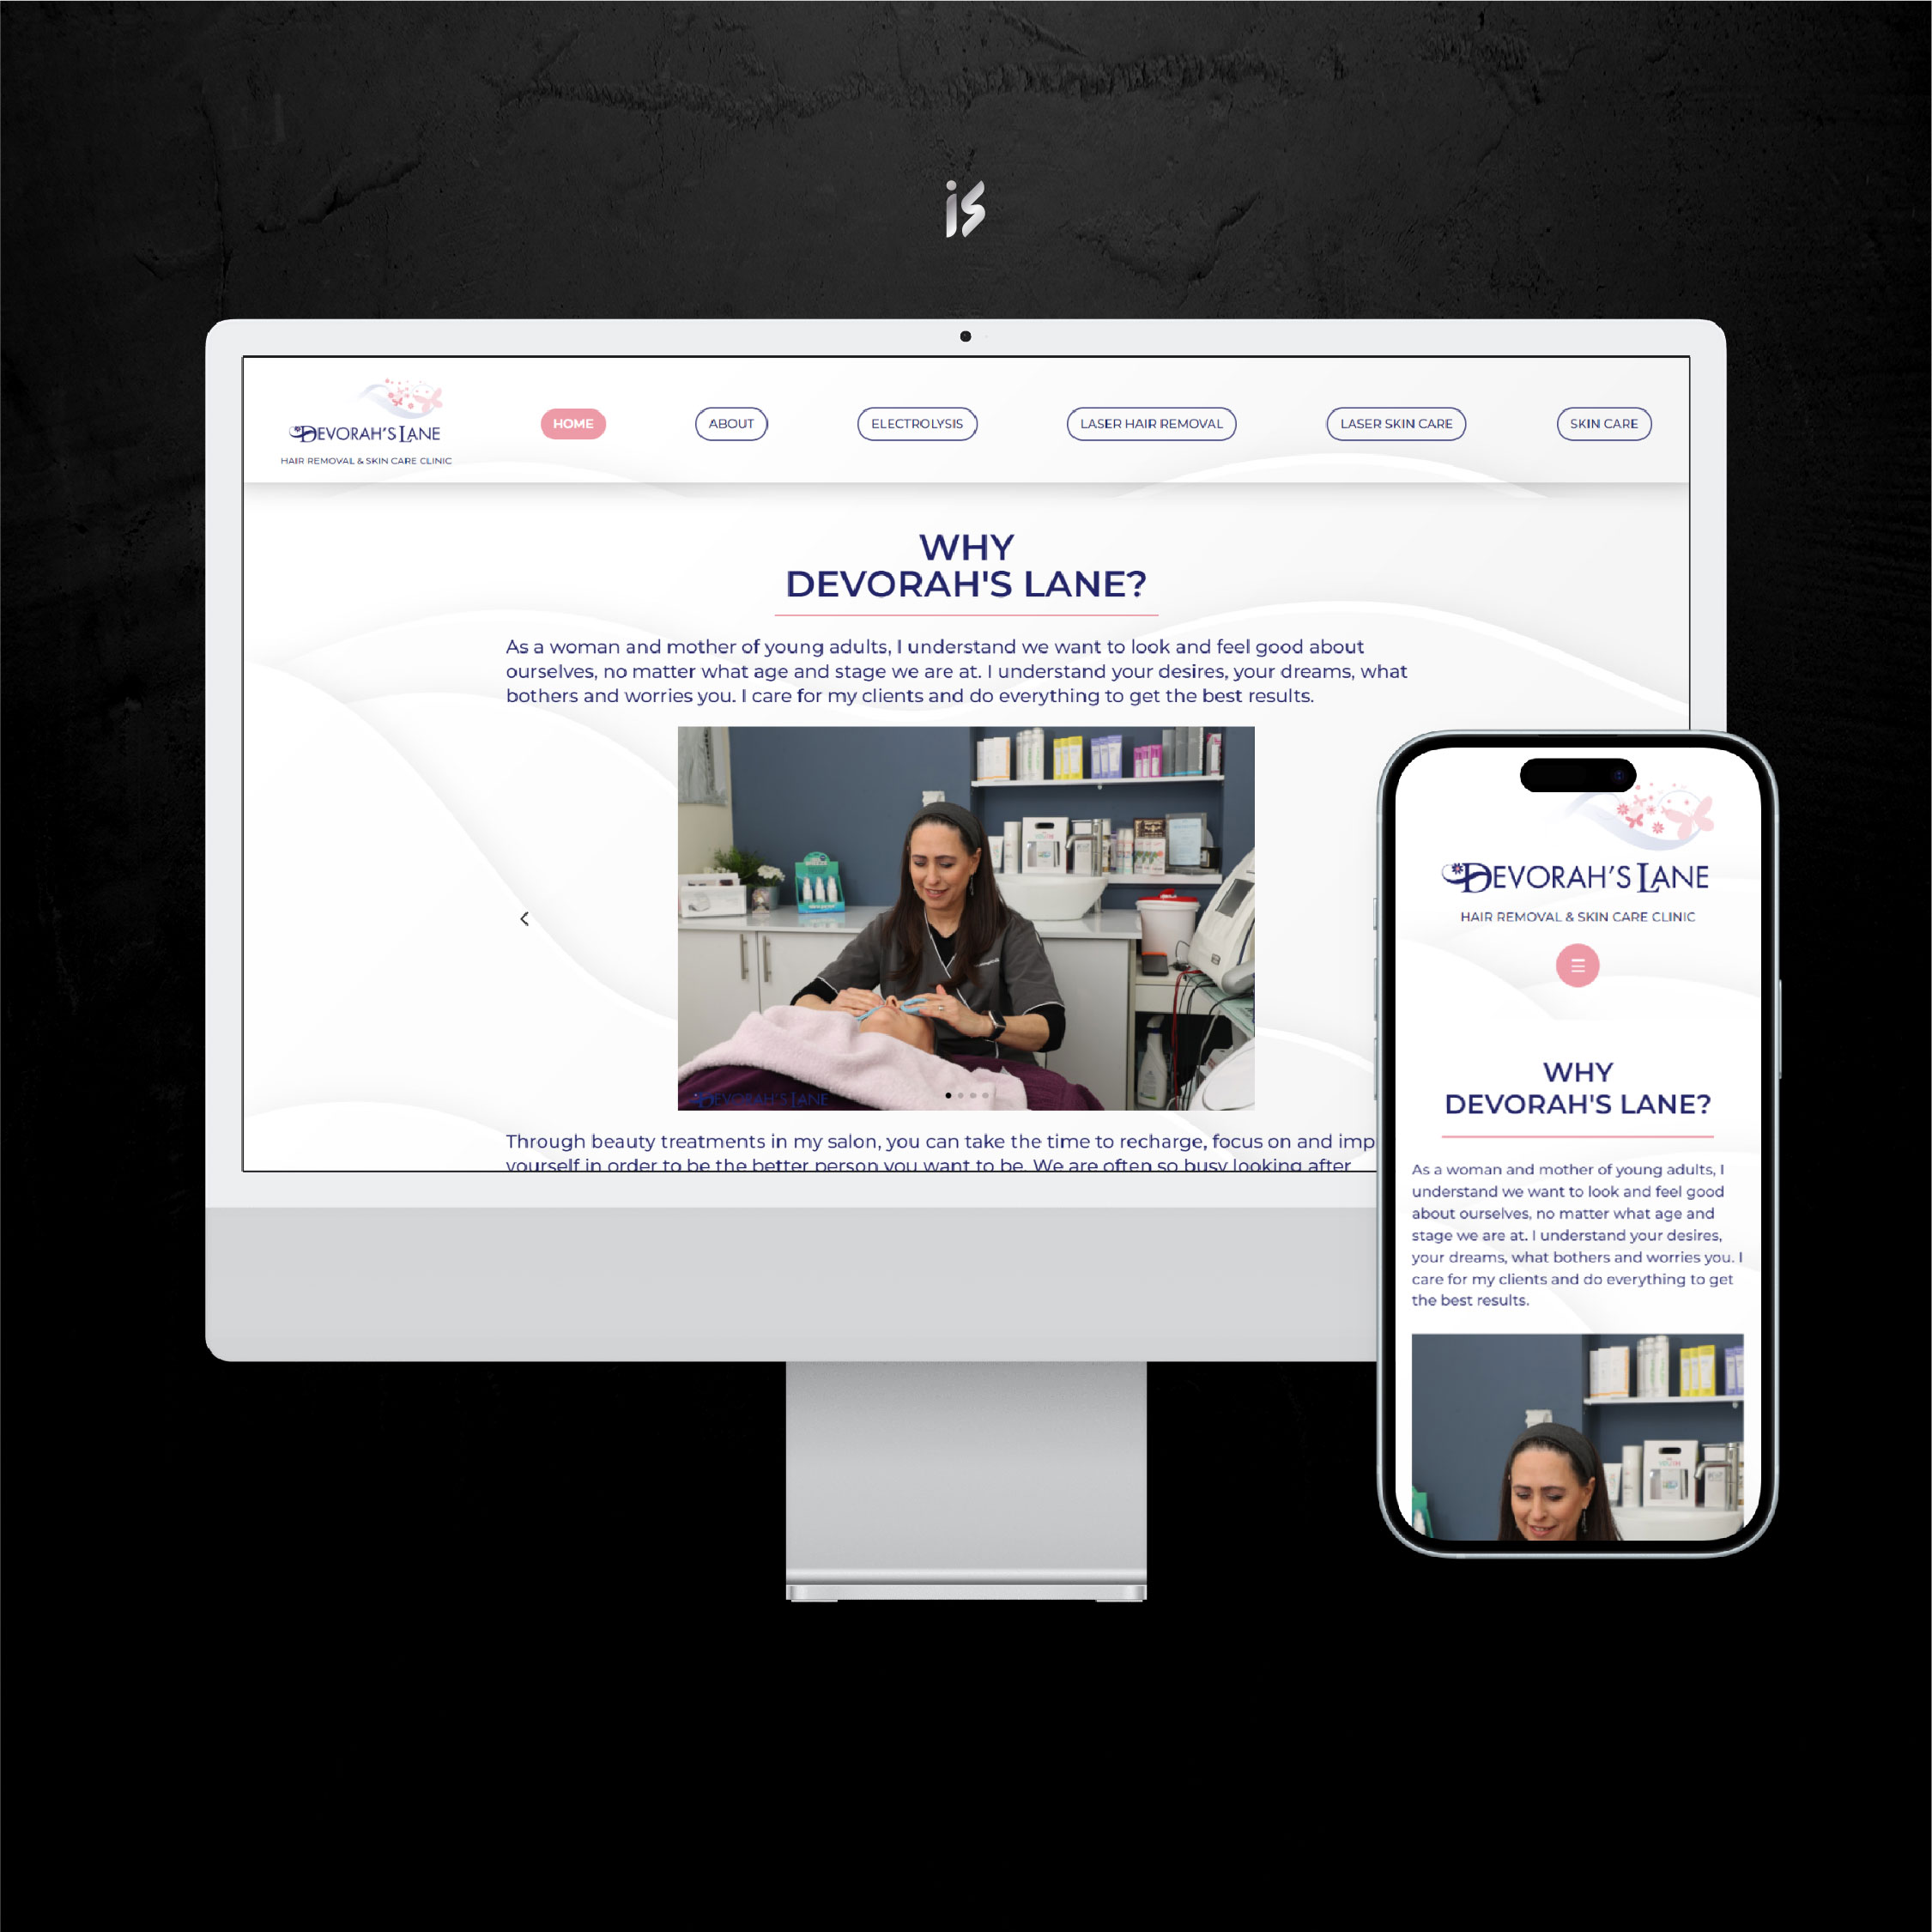 is
DEVORAH'S LANE
HAIR REMOVAL & SKIN CARE CLINIC
HOME
ABOUT
ELECTROLYSIS
LASER HAIR REMOVAL
LASER SKIN CARE
SKIN CARE
WHY
DEVORAH'S LANE?
As a woman and mother of young adults, I understand we want to look and feel good about
ourselves, no matter what age and stage we are at. I understand your desires, your dreams, what
bothers and worries you. I care for my clients and do everything to get the best results.
DEVORAH'S LANE
Through beauty treatments in my salon, you can take the time to recharge, focus on and imp
yourself in order to be the better person you want to be. We are often so busy looking after
DEVORAH'S LANE
HAIR REMOVAL & SKIN CARE CLINIC
WHY
DEVORAH'S LANE?
As a woman and mother of young adults, I
understand we want to look and feel good
about ourselves, no matter what age and
stage we are at. I understand your desires,
your dreams, what bothers and worries you. I
care for my clients and do everything to get
the best results.